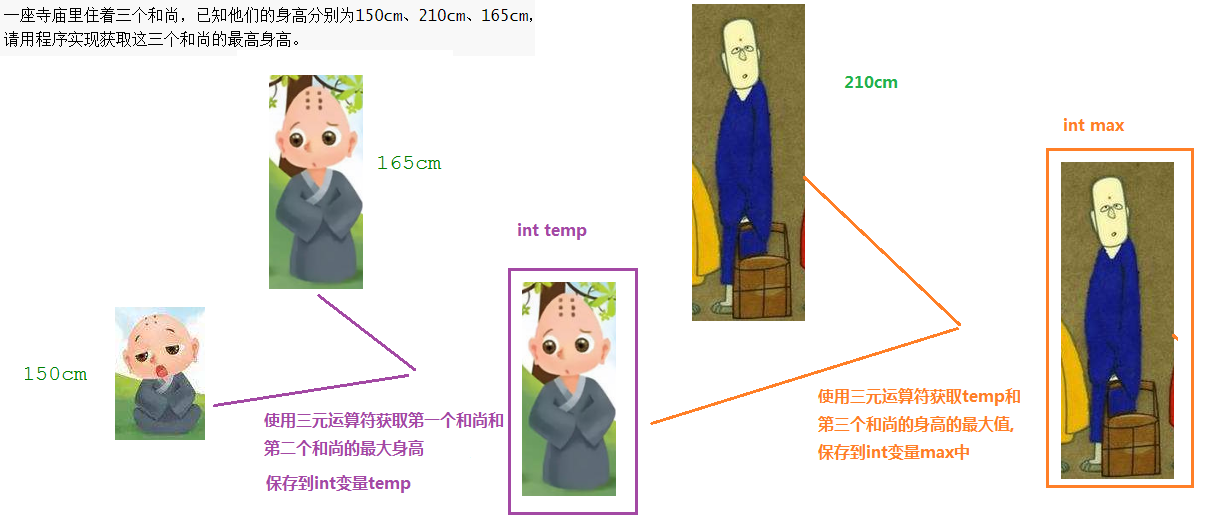 一座寺庙里住着三个和尚，已知他们的身高分别为150cm、210cm、165cm，
请用程序实现获取这三个和尚的最高身高。
210cm
int max
165cm
int temp
150cm
使用三元运算符获取第一个和尚和
第二个和尚的最大身高
保存到int变量temp
使用三元运算符获取temp和
第三个和尚的身高的最大值,
保存到int变量max中